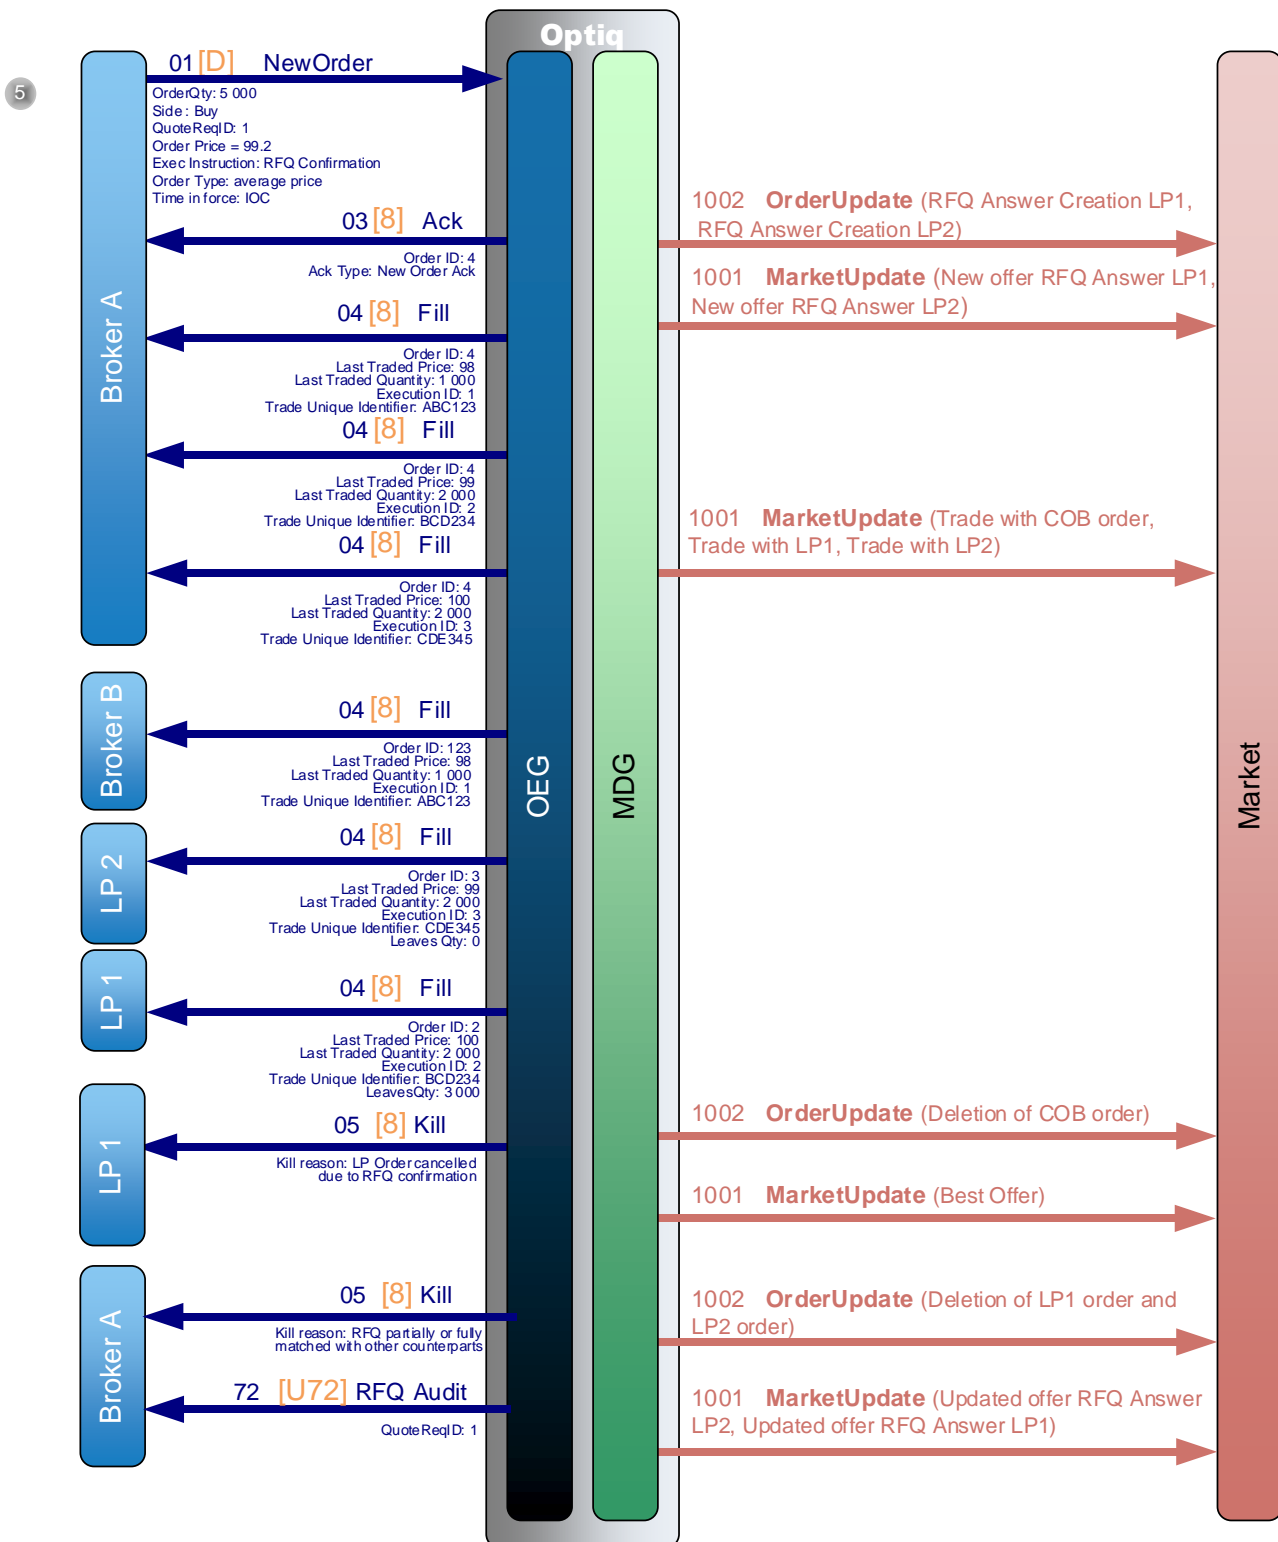 Optiq
5
01 [D] NewOrder
OrderQty: 5 000
Side : Buy
QuoteReqID: 1
Order Price = 99.2
Exec Instruction: RFQ Confirmation
Order Type: average price
Time in force: IOC
03 [8] Ack
Order ID: 4
Ack Type: New Order Ack
04 [8] Fill
Order ID: 4
Last Traded Price: 98
Last Traded Quantity: 1 000
Execution ID: 1
Trade Unique Identifier: ABC123
04 [8] Fill
Order ID: 4
Last Traded Price: 99
Last Traded Quantity: 2 000
Execution ID: 2
Trade Unique Identifier: BCD234
04 [8] Fill
Order ID: 4
Last Traded Price: 100
Last Traded Quantity: 2 000
Execution ID: 3
Trade Unique Identifier: CDE345
Broker A
04 [8] Fill
Order ID: 123
Last Traded Price: 98
Last Traded Quantity: 1 000
Execution ID: 1
Trade Unique Identifier: ABC123
Broker B
04 [8] Fill
Order ID: 3
Last Traded Price: 99
Last Traded Quantity: 2 000
Execution ID: 3
Trade Unique Identifier: CDE345
Leaves Qty: 0
LP 2
04 [8] Fill
Order ID: 2
Last Traded Price: 100
Last Traded Quantity: 2 000
Execution ID: 2
Trade Unique Identifier: BCD234
LeavesQty: 3 000
LP 1
05 [8] Kill
Kill reason: LP Order cancelled
due to RFQ confirmation
LP 1
05 [8] Kill
Kill reason: RFQ partially or fully
matched with other counterparts
72 [U72] RFQ Audit
QuoteReqID: 1
Broker A
OEG
MDG
1002 OrderUpdate (RFQ Answer Creation LP1,
RFQ Answer Creation LP2)
1001 MarketUpdate (New offer RFQ Answer LP1,
New offer RFQ Answer LP2)
1001 MarketUpdate (Trade with COB order,
Trade with LP1, Trade with LP2)
1002 OrderUpdate (Deletion of COB order)
1001 MarketUpdate (Best Offer)
1002 OrderUpdate (Deletion of LP1 order and
LP2 order)
1001 MarketUpdate (Updated offer RFQ Answer
LP2, Updated offer RFQ Answer LP1)
Market